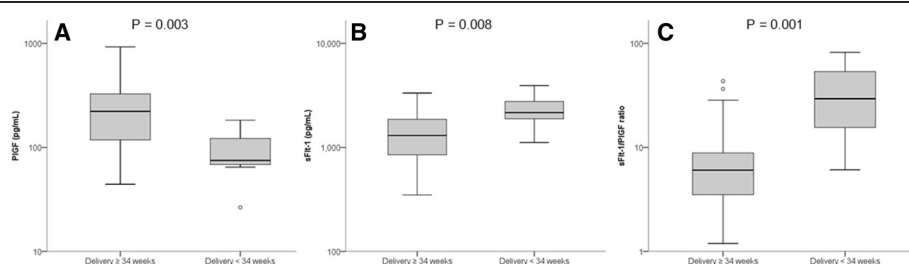 A
P = 0.003
PlGF (pg/mL)
1000
100
10
Delivery ≥ 34 weeks
Delivery < 34 weeks
B
P = 0.008
sFlt-1 (pg/mL)
10,000
1,000
100
Delivery ≥ 34 weeks
Delivery < 34 weeks
C
P = 0.001
sFlt-1/PlGF ratio
100
10
1
Delivery ≥ 34 weeks
Delivery < 34 weeks